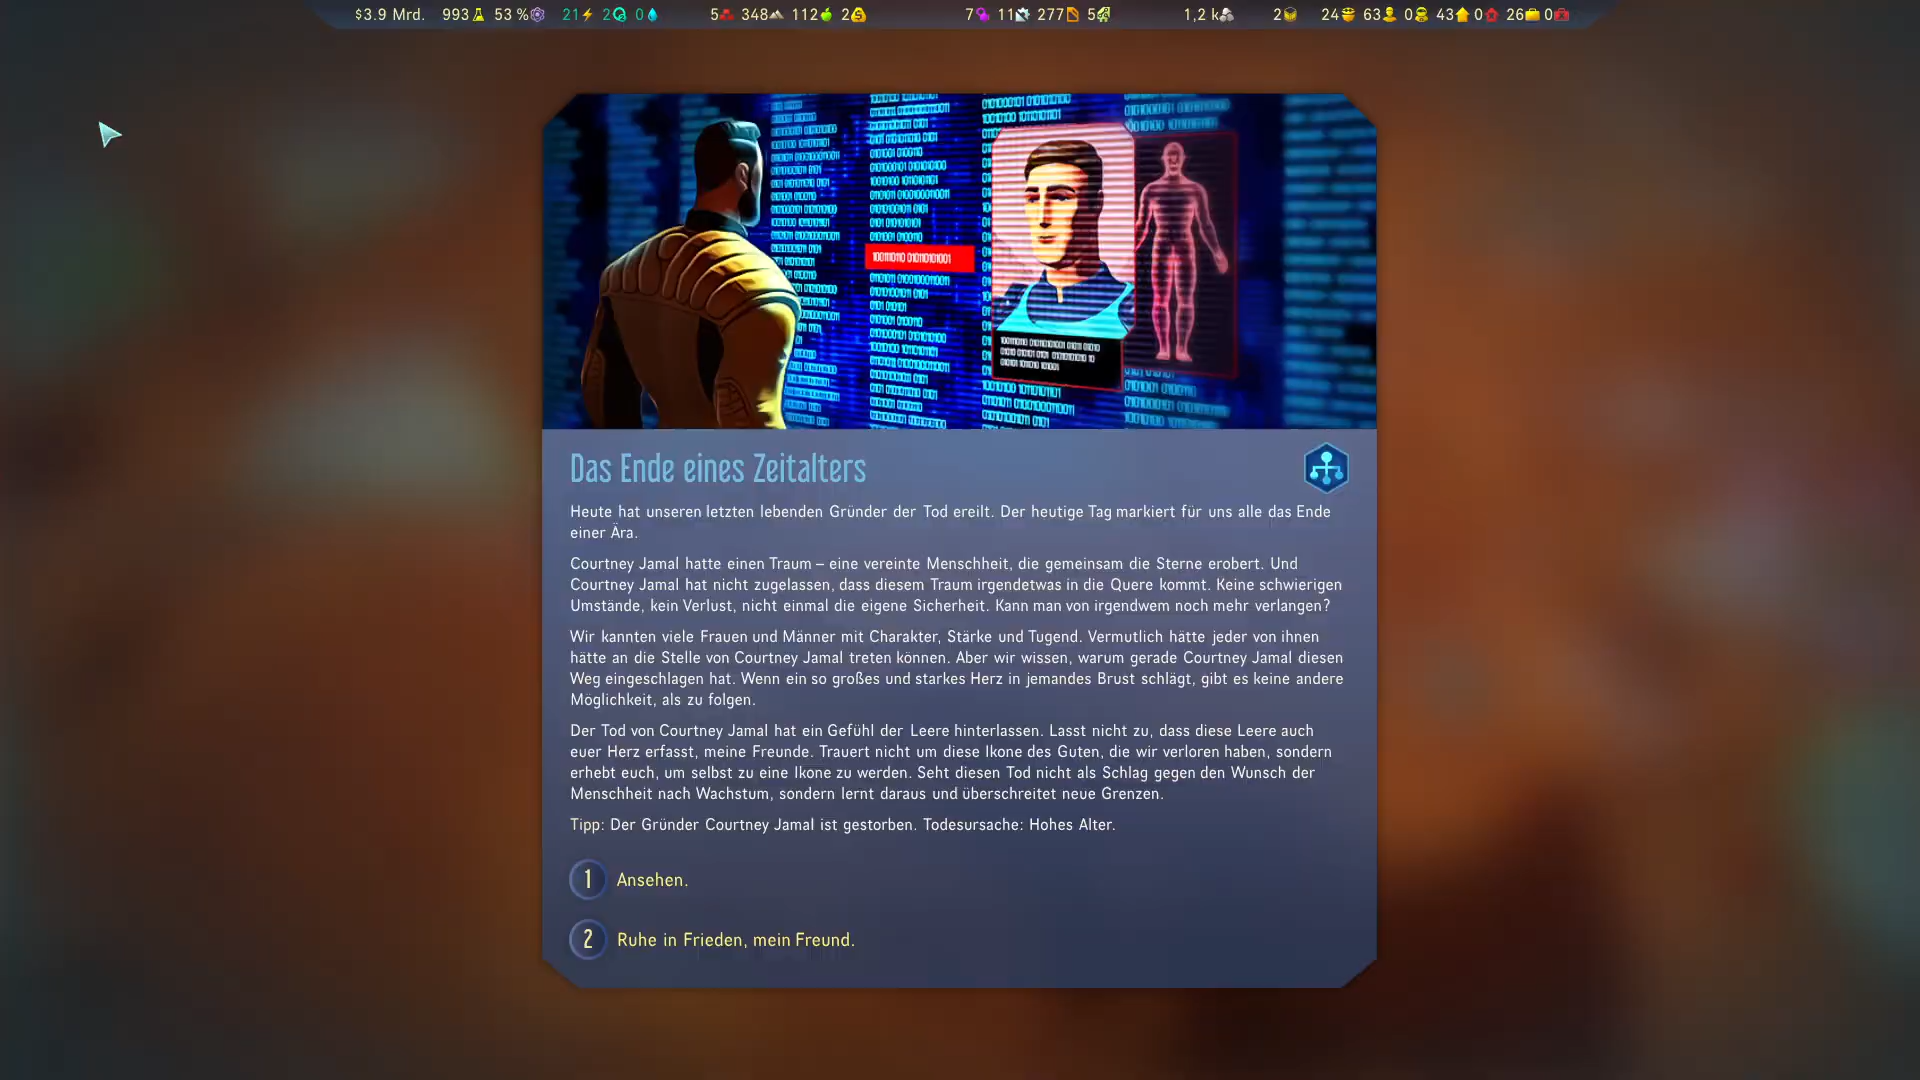 $3.9 Mrd. 993 53 % 21 2 0 5 348 112 2 7 11 277 5 1,2 k 2 24 63 0 43 0 26 0
Das Ende eines Zeitalters
Heute hat unseren letzten lebenden Gründer der Tod ereilt. Der heutige Tag markiert für uns alle das Ende
einer Ära.
Courtney Jamal hatte einen Traum – eine vereinte Menschheit, die gemeinsam die Sterne erobert. Und
Courtney Jamal hat nicht zugelassen, dass diesem Traum irgendetwas in die Quere kommt. Keine schwierigen
Umstände, kein Verlust, nicht einmal die eigene Sicherheit. Kann man von irgendwem noch mehr verlangen?
Wir kannten viele Frauen und Männer mit Charakter, Stärke und Tugend. Vermutlich hätte jeder von ihnen
hätte an die Stelle von Courtney Jamal treten können. Aber wir wissen, warum gerade Courtney Jamal diesen
Weg eingeschlagen hat. Wenn ein so großes und starkes Herz in jemandes Brust schlägt, gibt es keine andere
Möglichkeit, als zu folgen.
Der Tod von Courtney Jamal hat ein Gefühl der Leere hinterlassen. Lasst nicht zu, dass diese Leere auch
euer Herz erfasst, meine Freunde. Trauert nicht um diese Ikone des Guten, die wir verloren haben, sondern
erhebt euch, um selbst zu eine Ikone zu werden. Seht diesen Tod nicht als Schlag gegen den Wunsch der
Menschheit nach Wachstum, sondern lernt daraus und überschreitet neue Grenzen.
Tipp: Der Gründer Courtney Jamal ist gestorben. Todesursache: Hohes Alter.
1 Ansehen.
2 Ruhe in Frieden, mein Freund.